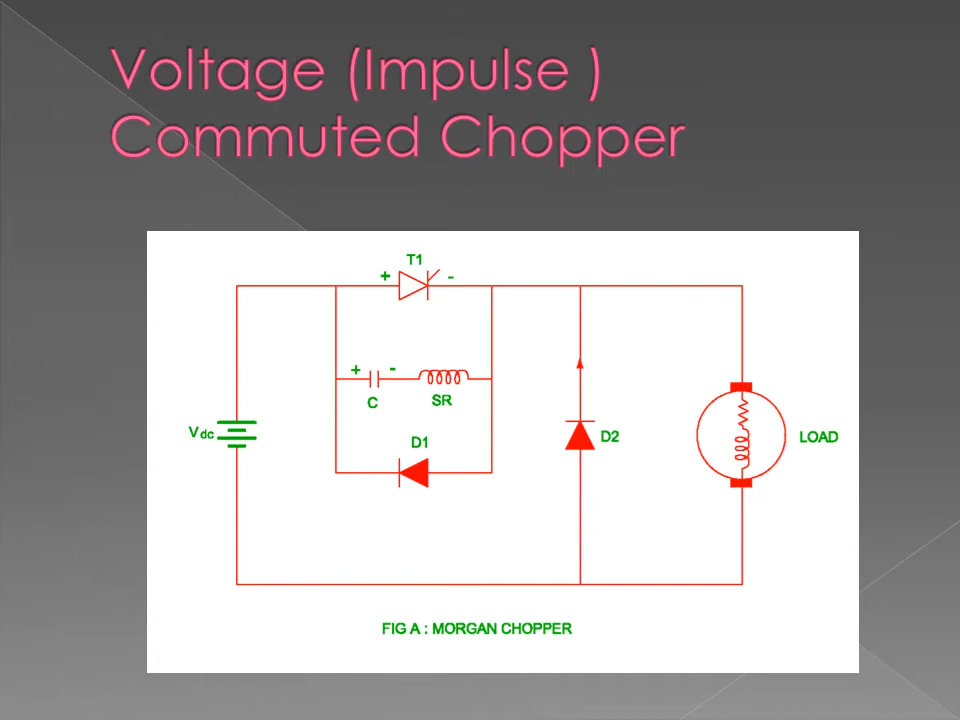 Voltage (Impulse )
Commuted Chopper
T1
+ -
+ -
C SR
D1
Vdc
D2
LOAD
FIG A : MORGAN CHOPPER